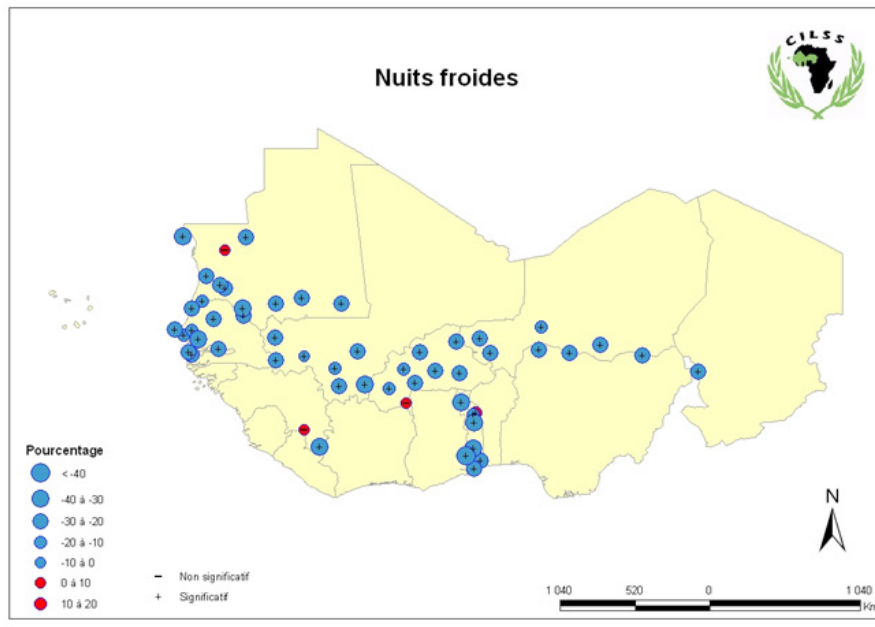 CILSS
Nuits froides
Pourcentage
< -40
-40 à -30
-30 à -20
-20 à -10
-10 à 0
0 à 10
10 à 20
Non significatif
Significatif
N
1 040 520 0 1 040
Km